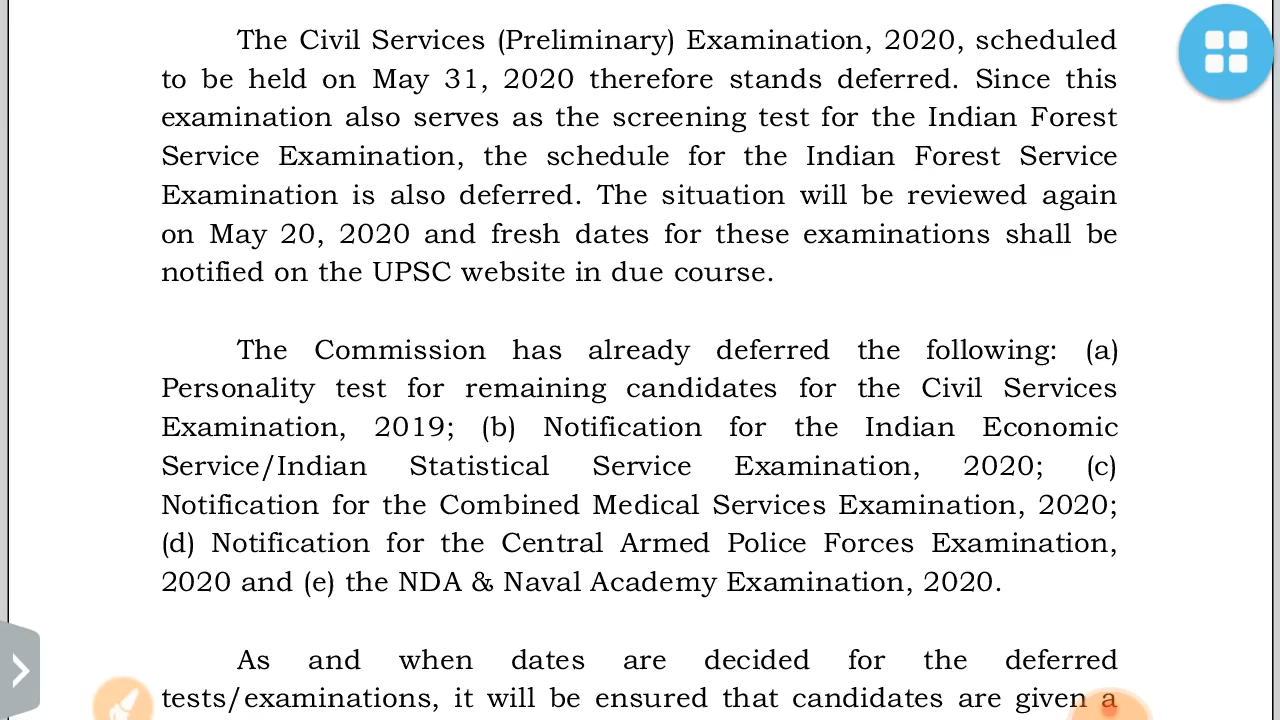 The Civil Services (Preliminary) Examination, 2020, scheduled
to be held on May 31, 2020 therefore stands deferred. Since this
examination also serves as the screening test for the Indian Forest
Service Examination, the schedule for the Indian Forest Service
Examination is also deferred. The situation will be reviewed again
on May 20, 2020 and fresh dates for these examinations shall be
notified on the UPSC website in due course.
The Commission has already deferred the following: (a)
Personality test for remaining candidates for the Civil Services
Examination, 2019; (b) Notification for the Indian Economic
Service/Indian Statistical Service Examination, 2020; (c)
Notification for the Combined Medical Services Examination, 2020;
(d) Notification for the Central Armed Police Forces Examination,
2020 and (e) the NDA & Naval Academy Examination, 2020.
As and when dates are decided for the deferred
tests/examinations, it will be ensured that candidates are given a